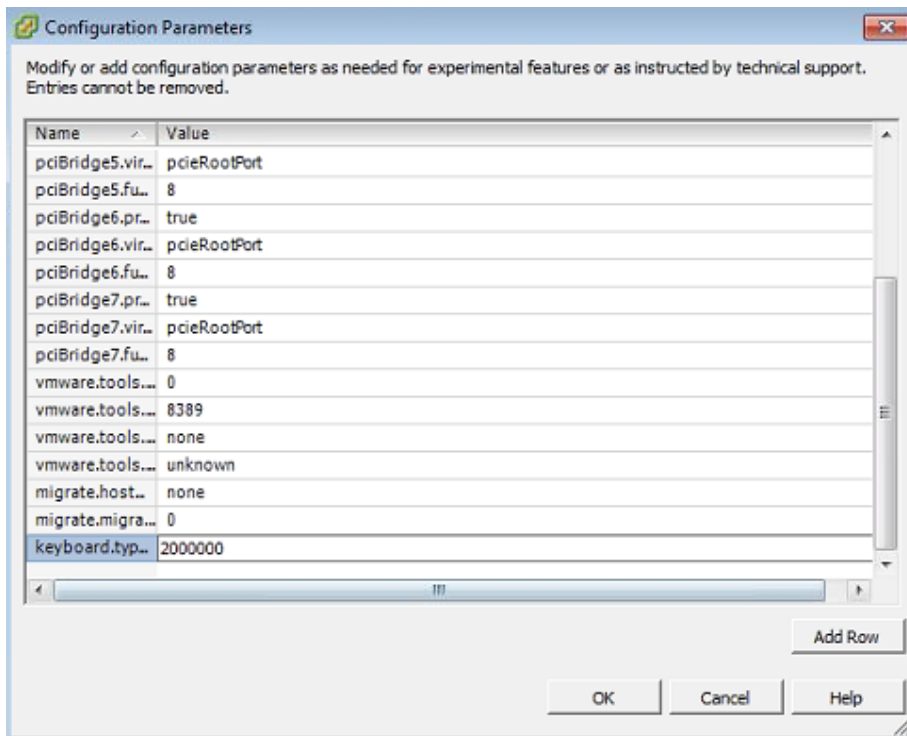 Configuration Parameters
Modify or add configuration parameters as needed for experimental features or as instructed by technical support.
Entries cannot be removed.
Name Value
pciBridge5.vir... pcieRootPort
pciBridge5.fu... 8
pciBridge6.pr... true
pciBridge6.vir... pcieRootPort
pciBridge6.fu... 8
pciBridge7.pr... true
pciBridge7.vir... pcieRootPort
pciBridge7.fu... 8
vmware.tools.... 0
vmware.tools.... 8389
vmware.tools.... none
vmware.tools.... unknown
migrate.host... none
migrate.migra... 0
keyboard.typ... 2000000
Add Row
OK Cancel Help